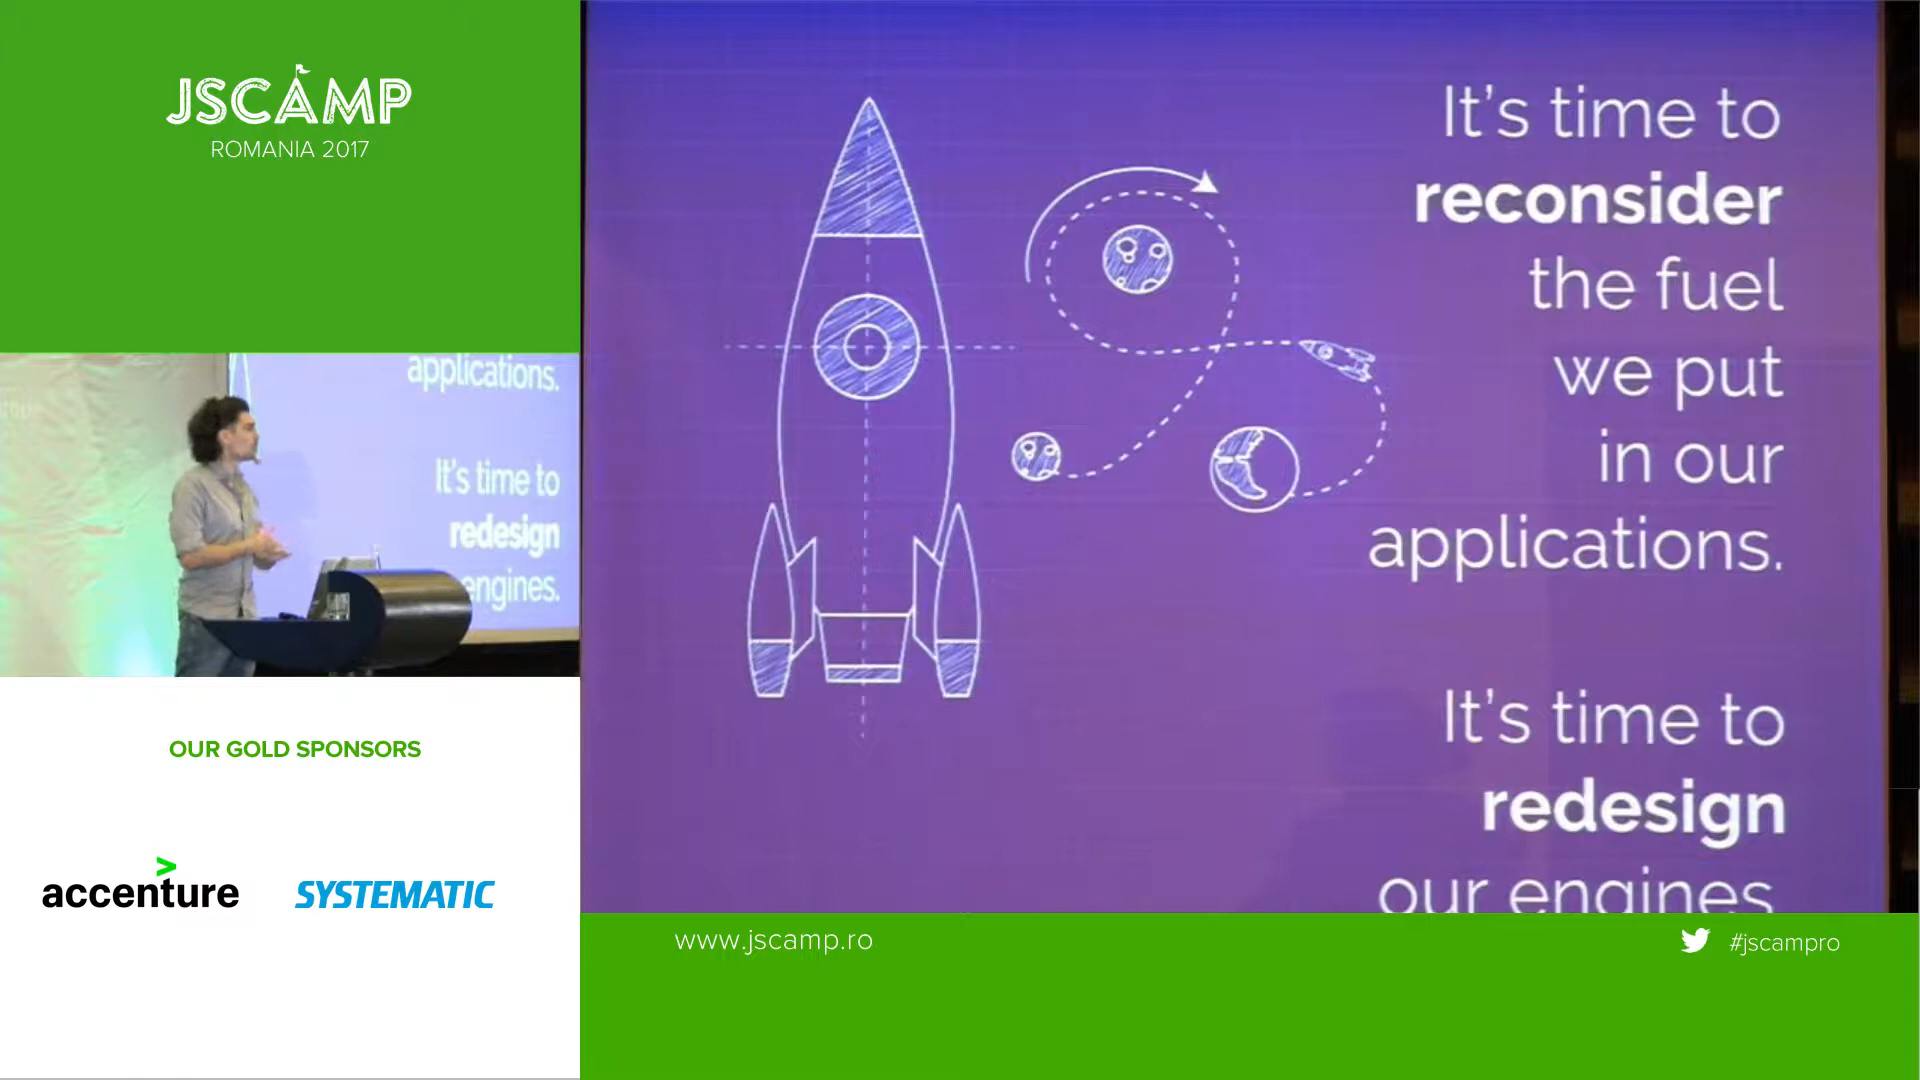 JSCAMP
ROMANIA 2017
It's time to
reconsider
the fuel
we put
in our
applications.
It's time to
redesign
our engines.
applications.
It's time to
redesign
engines.
OUR GOLD SPONSORS
accenture
SYSTEMATIC
www.jscamp.ro
#jscampro